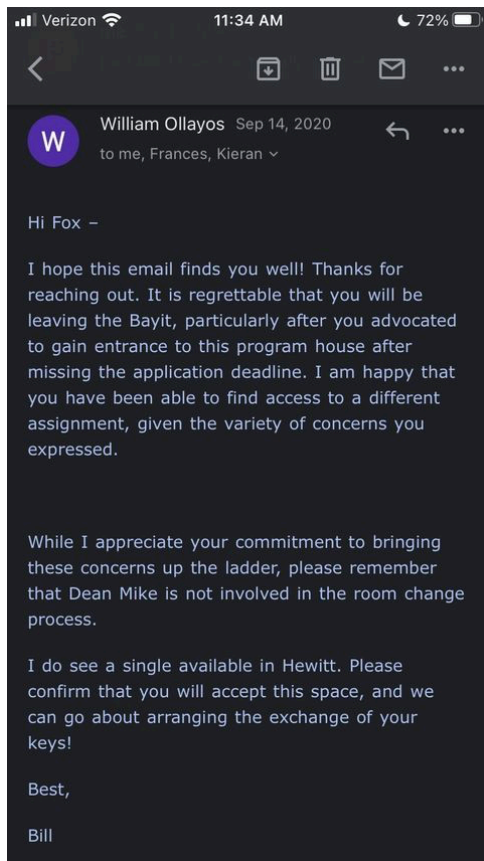 Verizon 11:34 AM 72%
W
William Ollayos Sep 14, 2020
to me, Frances, Kieran
Hi Fox –
I hope this email finds you well! Thanks for
reaching out. It is regrettable that you will be
leaving the Bayit, particularly after you advocated
to gain entrance to this program house after
missing the application deadline. I am happy that
you have been able to find access to a different
assignment, given the variety of concerns you
expressed.
While I appreciate your commitment to bringing
these concerns up the ladder, please remember
that Dean Mike is not involved in the room change
process.
I do see a single available in Hewitt. Please
confirm that you will accept this space, and we
can go about arranging the exchange of your
keys!
Best,
Bill